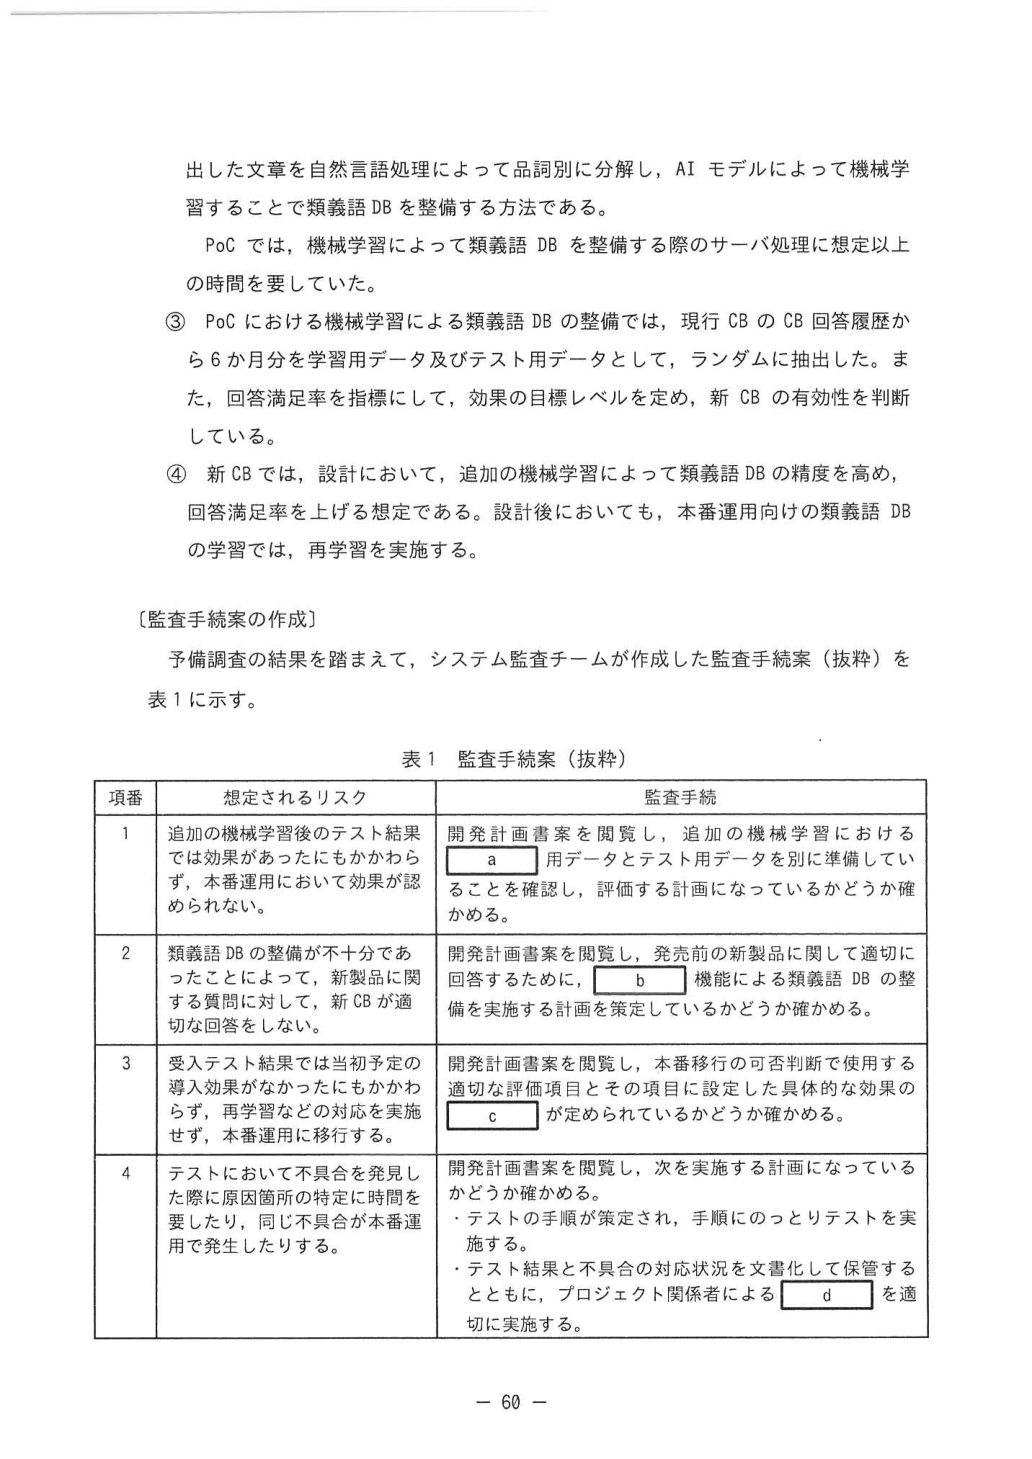 出した文章を自然言語処理によって品詞別に分解し，AI モデルによって機械学
習することで類義語 DB を整備する方法である。
PoC では，機械学習によって類義語 DB を整備する際のサーバ処理に想定以上
の時間を要していた。
③ PoC における機械学習による類義語 DB の整備では，現行 CB の CB 回答履歴か
ら 6 か月分を学習用データ及びテスト用データとして，ランダムに抽出した。ま
た，回答満足率を指標にして，効果の目標レベルを定め，新 CB の有効性を判断
している。
④ 新 CB では，設計において，追加の機械学習によって類義語 DB の精度を高め，
回答満足率を上げる想定である。設計後においても，本番運用向けの類義語 DB
の学習では，再学習を実施する。
〔監査手続案の作成〕
予備調査の結果を踏まえて，システム監査チームが作成した監査手続案（抜粋）を
表 1 に示す。
表 1 監査手続案（抜粋）
項番 想定されるリスク 監査手続
1
追加の機械学習後のテスト結果
では効果があったにもかかわら
ず，本番運用において効果が認
められない。
開発計画書案を閲覧し，追加の機械学習における
a 用データとテスト用データを別に準備してい
ることを確認し，評価する計画になっているかどうか確
かめる。
2
類義語 DB の整備が不十分であ
ったことによって，新製品に関
する質問に対して，新 CB が適
切な回答をしない。
開発計画書案を閲覧し，発売前の新製品に関して適切に
回答するために， b 機能による類義語 DB の整
備を実施する計画を策定しているかどうか確かめる。
3
受入テスト結果では当初予定の
導入効果がなかったにもかかわ
らず，再学習などの対応を実施
せず，本番運用に移行する。
開発計画書案を閲覧し，本番移行の可否判断で使用する
適切な評価項目とその項目に設定した具体的な効果の
c が定められているかどうか確かめる。
4
テストにおいて不具合を発見し
た際に原因箇所の特定に時間を
要したり，同じ不具合が本番運
用で発生したりする。
開発計画書案を閲覧し，次を実施する計画になっている
かどうか確かめる。
・テストの手順が策定され，手順にのっとりテストを実
施する。
・テスト結果と不具合の対応状況を文書化して保管する
とともに，プロジェクト関係者による d を適
切に実施する。
― 60 ―